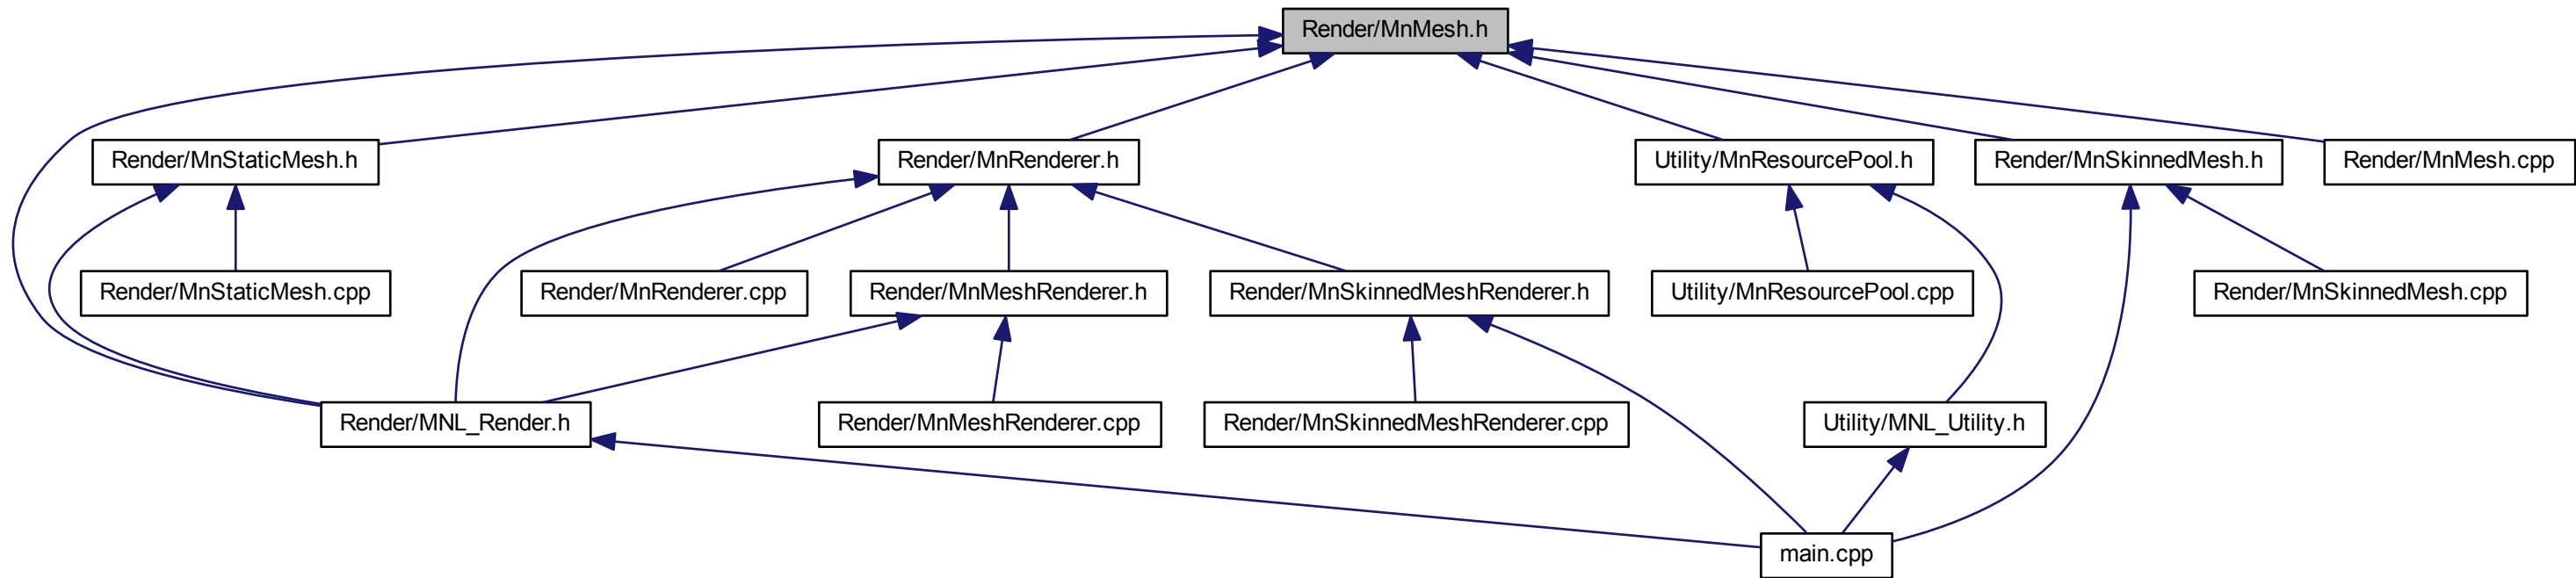 Render/MnMesh.h
Render/MnStaticMesh.h
Render/MnRenderer.h
Utility/MnResourcePool.h
Render/MnSkinnedMesh.h
Render/MnMesh.cpp
Render/MnStaticMesh.cpp
Render/MnRenderer.cpp
Render/MnMeshRenderer.h
Render/MnSkinnedMeshRenderer.h
Utility/MnResourcePool.cpp
Render/MnSkinnedMesh.cpp
Render/MNL_Render.h
Render/MnMeshRenderer.cpp
Render/MnSkinnedMeshRenderer.cpp
Utility/MNL_Utility.h
main.cpp